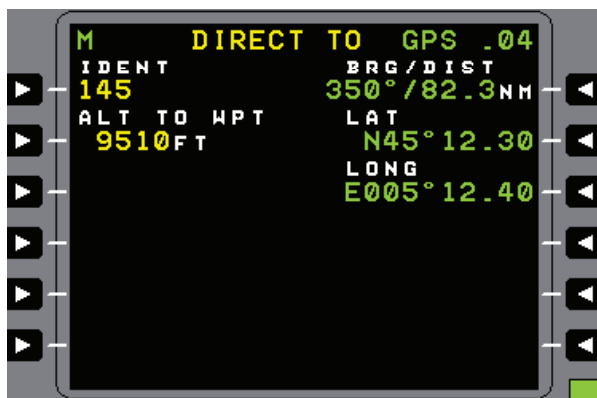 M DIRECT TO GPS .04
IDENT BRG/DIST
145 350°/82.3NM
ALT TO WPT LAT
9510FT N45°12.30
LONG
E005°12.40